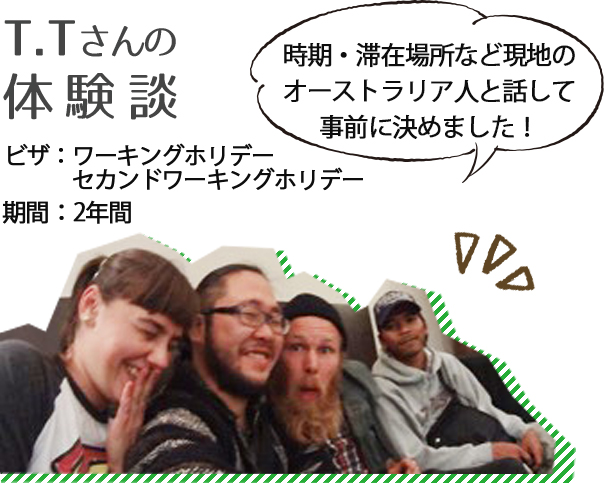 T.Tさんの
体験談
時期・滞在場所など現地の
オーストラリア人と話して
事前に決めました！
ビザ：ワーキングホリデー
セカンドワーキングホリデー
期間：2年間